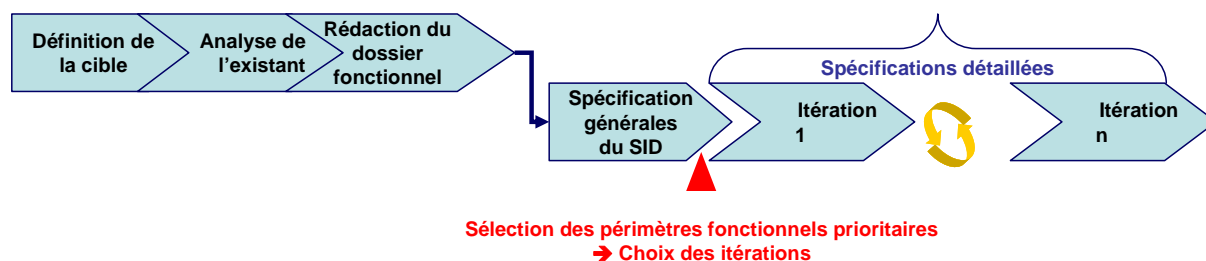 Définition de
la cible
Analyse de
l'existant
Rédaction du
dossier
fonctionnel
Spécifications détaillées
Spécification
générales
du SID
Itération
1
Itération
n
Sélection des périmètres fonctionnels prioritaires
➔ Choix des itérations